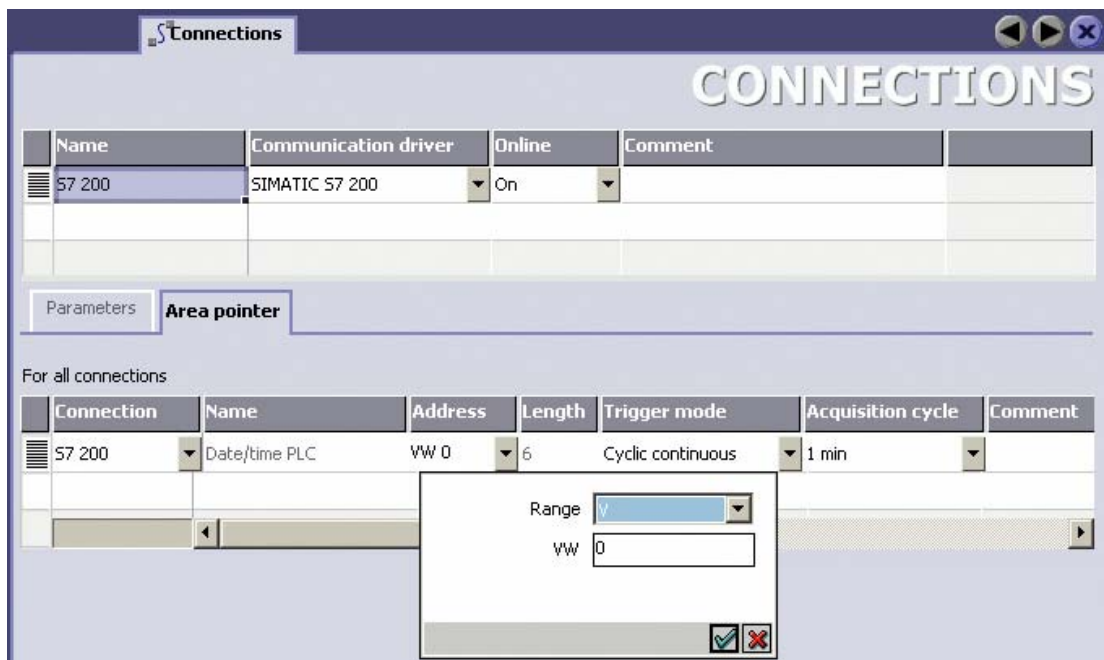 Connections
CONNECTIONS
Name Communication driver Online Comment
S7 200 SIMATIC S7 200 On
Parameters Area pointer
For all connections
Connection Name Address Length Trigger mode Acquisition cycle Comment
S7 200 Date/time PLC VW 0 6 Cyclic continuous 1 min
Range V
VW 0